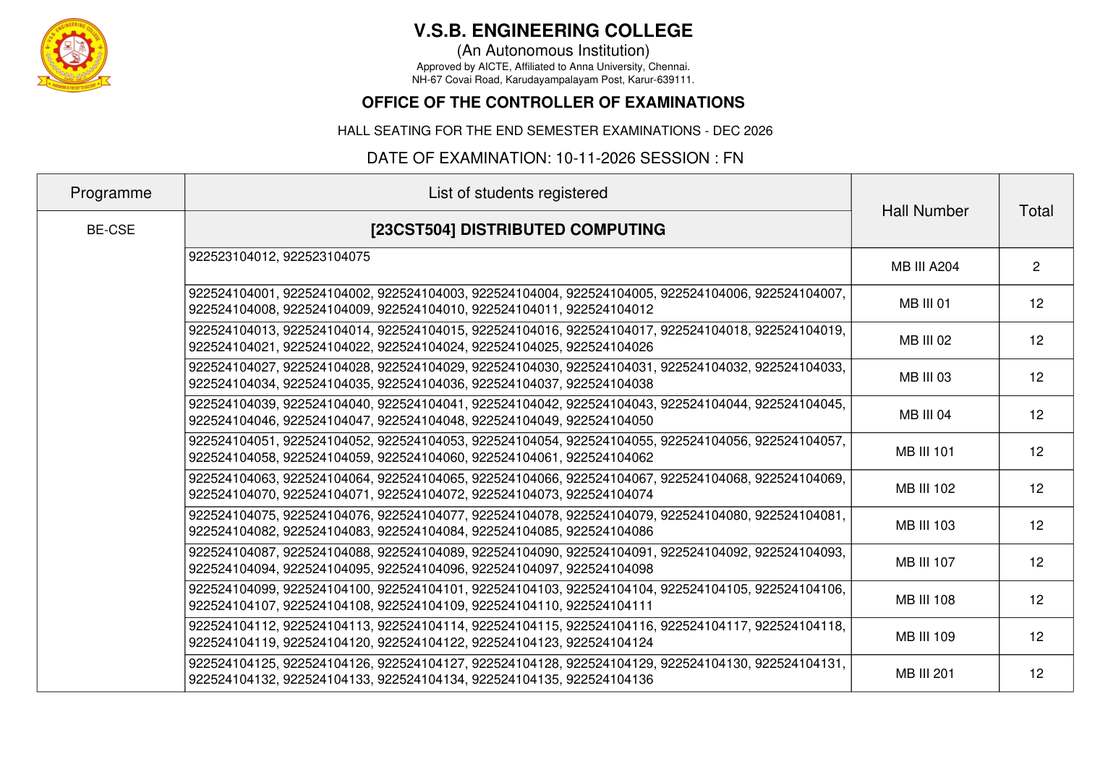 V.S.B. ENGINEERING COLLEGE
(An Autonomous Institution)
Approved by AICTE, Affiliated to Anna University, Chennai.
NH-67 Covai Road, Karudayampalayam Post, Karur-639111.
OFFICE OF THE CONTROLLER OF EXAMINATIONS
HALL SEATING FOR THE END SEMESTER EXAMINATIONS - DEC 2026
DATE OF EXAMINATION: 10-11-2026 SESSION : FN
Programme List of students registered Hall Number Total
BE-CSE [23CST504] DISTRIBUTED COMPUTING
922523104012, 922523104075 MB III A204 2
922524104001, 922524104002, 922524104003, 922524104004, 922524104005, 922524104006, 922524104007,
922524104008, 922524104009, 922524104010, 922524104011, 922524104012 MB III 01 12
922524104013, 922524104014, 922524104015, 922524104016, 922524104017, 922524104018, 922524104019,
922524104021, 922524104022, 922524104024, 922524104025, 922524104026 MB III 02 12
922524104027, 922524104028, 922524104029, 922524104030, 922524104031, 922524104032, 922524104033,
922524104034, 922524104035, 922524104036, 922524104037, 922524104038 MB III 03 12
922524104039, 922524104040, 922524104041, 922524104042, 922524104043, 922524104044, 922524104045,
922524104046, 922524104047, 922524104048, 922524104049, 922524104050 MB III 04 12
922524104051, 922524104052, 922524104053, 922524104054, 922524104055, 922524104056, 922524104057,
922524104058, 922524104059, 922524104060, 922524104061, 922524104062 MB III 101 12
922524104063, 922524104064, 922524104065, 922524104066, 922524104067, 922524104068, 922524104069,
922524104070, 922524104071, 922524104072, 922524104073, 922524104074 MB III 102 12
922524104075, 922524104076, 922524104077, 922524104078, 922524104079, 922524104080, 922524104081,
922524104082, 922524104083, 922524104084, 922524104085, 922524104086 MB III 103 12
922524104087, 922524104088, 922524104089, 922524104090, 922524104091, 922524104092, 922524104093,
922524104094, 922524104095, 922524104096, 922524104097, 922524104098 MB III 107 12
922524104099, 922524104100, 922524104101, 922524104103, 922524104104, 922524104105, 922524104106,
922524104107, 922524104108, 922524104109, 922524104110, 922524104111 MB III 108 12
922524104112, 922524104113, 922524104114, 922524104115, 922524104116, 922524104117, 922524104118,
922524104119, 922524104120, 922524104122, 922524104123, 922524104124 MB III 109 12
922524104125, 922524104126, 922524104127, 922524104128, 922524104129, 922524104130, 922524104131,
922524104132, 922524104133, 922524104134, 922524104135, 922524104136 MB III 201 12